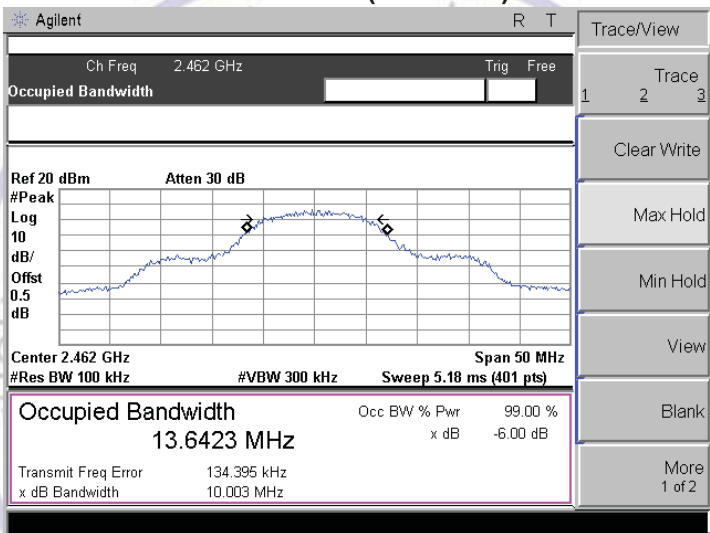 Agilent
R T
Ch Freq 2.462 GHz Trig Free
Occupied Bandwidth
Ref 20 dBm Atten 30 dB
#Peak
Log
10
dB/
Offst
0.5
dB
Center 2.462 GHz Span 50 MHz
#Res BW 100 kHz #VBW 300 kHz Sweep 5.18 ms (401 pts)
Occupied Bandwidth
13.6423 MHz
Occ BW % Pwr 99.00 %
x dB -6.00 dB
Transmit Freq Error 134.395 kHz
x dB Bandwidth 10.003 MHz
Trace/View
Trace
1 2 3
Clear Write
Max Hold
Min Hold
View
Blank
More
1 of 2